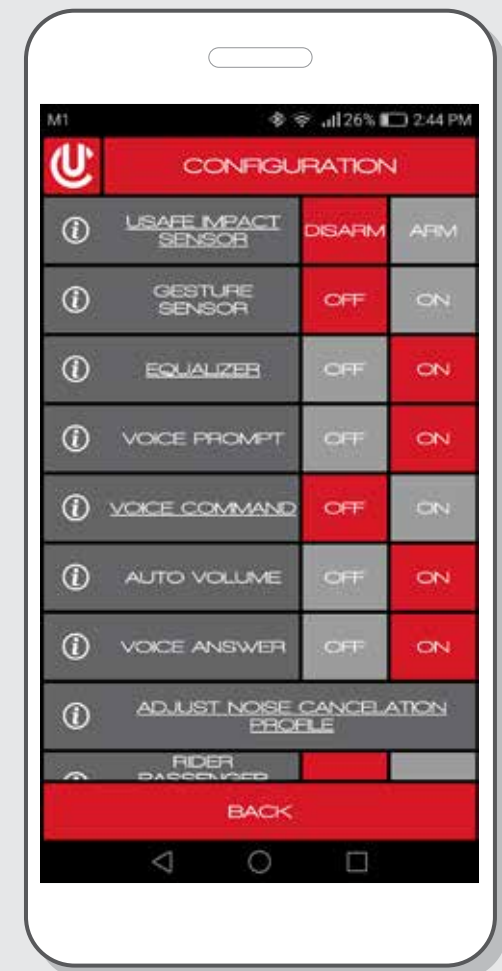 M1 26% 2:44 PM
CONFIGURATION
USAFE IMPACT
SENSOR
DISARM ARM
GESTURE
SENSOR
OFF ON
EQUALIZER OFF ON
VOICE PROMPT OFF ON
VOICE COMMAND OFF ON
AUTO VOLUME OFF ON
VOICE ANSWER OFF ON
ADJUST NOISE CANCELATION
PROFILE
RIDER
PASSENGER
BACK